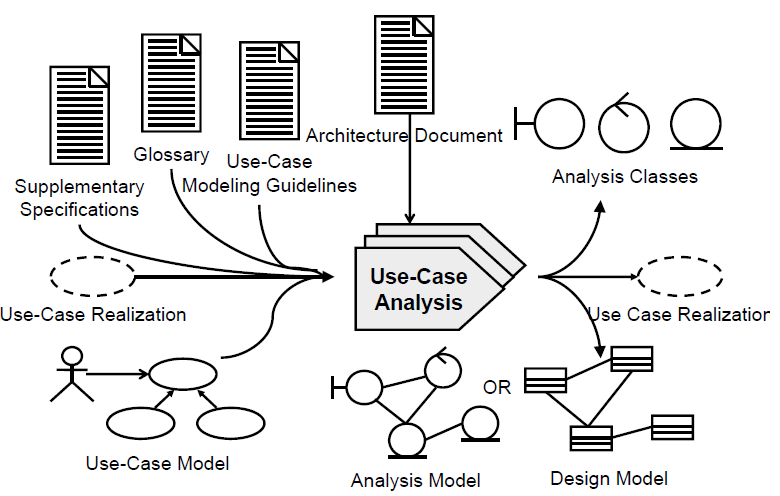 Architecture Document
Glossary
Use-Case
Modeling Guidelines
Supplementary
Specifications
Analysis Classes
Use-Case
Analysis
Use-Case Realization
Use Case Realization
OR
Use-Case Model
Analysis Model
Design Model